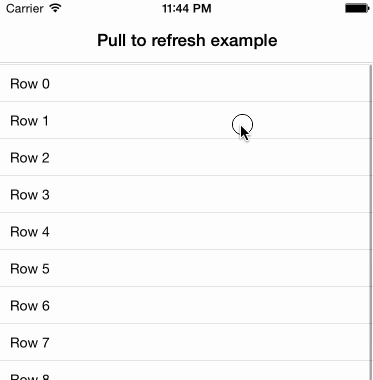 Carrier 11:44 PM
Pull to refresh example
Row 0
Row 1
Row 2
Row 3
Row 4
Row 5
Row 6
Row 7
Row 8